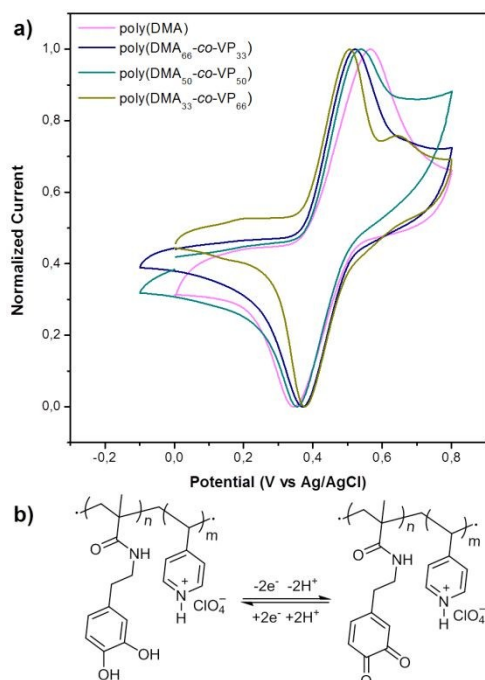 a)
poly(DMA)
poly(DMA₆₆-co-VP₃₃)
poly(DMA₅₀-co-VP₅₀)
poly(DMA₃₃-co-VP₆₆)
1,0
0,8
0,6
0,4
0,2
0,0
Normalized Current
-0,2 0,0 0,2 0,4 0,6 0,8
Potential (V vs Ag/AgCl)
b)
n m n m
O NH O NH
-2e⁻ -2H⁺
+2e⁻ +2H⁺
N⁺ H ClO₄⁻ N⁺ H ClO₄⁻
OH OH O O